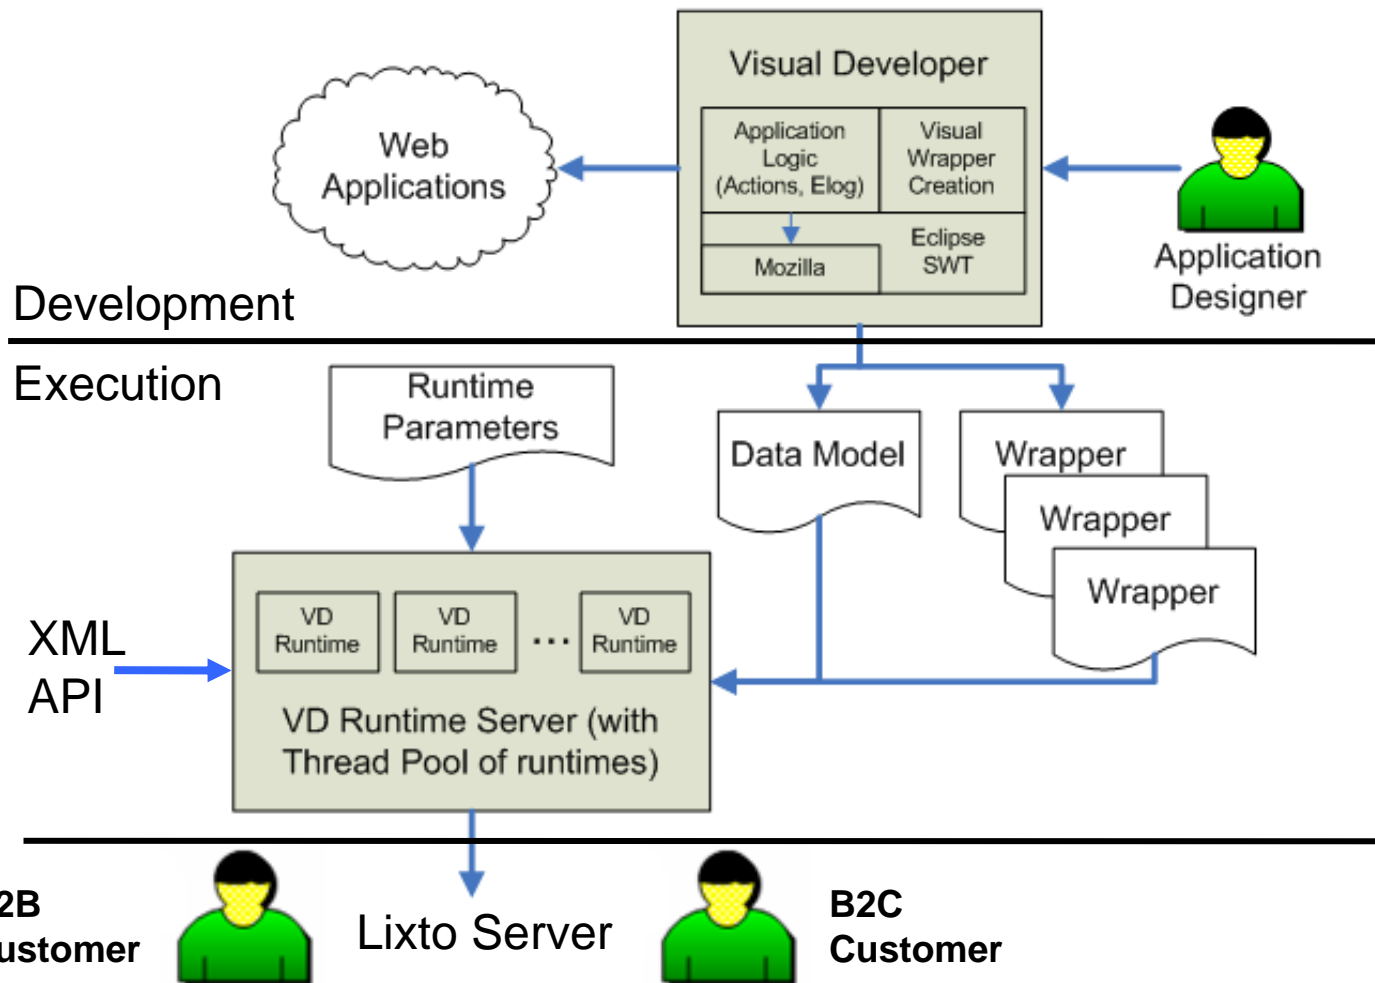 Visual Developer
Web
Applications
Application
Logic
(Actions, Elog)
Visual
Wrapper
Creation
Mozilla
Eclipse
SWT
Application
Designer
Development
Execution
Runtime
Parameters
Data Model
Wrapper
Wrapper
Wrapper
XML
API
VD
Runtime
VD
Runtime
...
VD
Runtime
VD Runtime Server (with
Thread Pool of runtimes)
2B
ustomer
Lixto Server
B2C
Customer